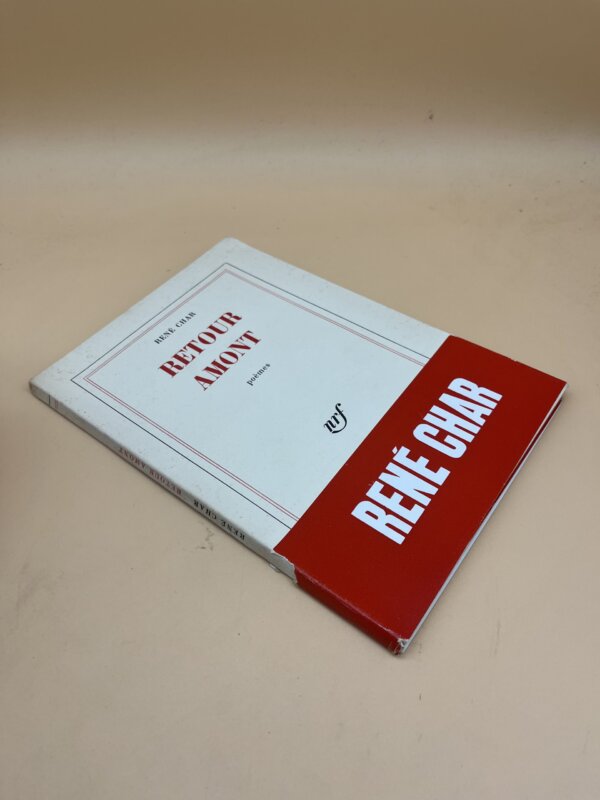 RENÉ CHAR
RETOUR
AMONT
poèmes
nrf
RENÉ CHAR
RENÉ CHAR RETOUR AMONT